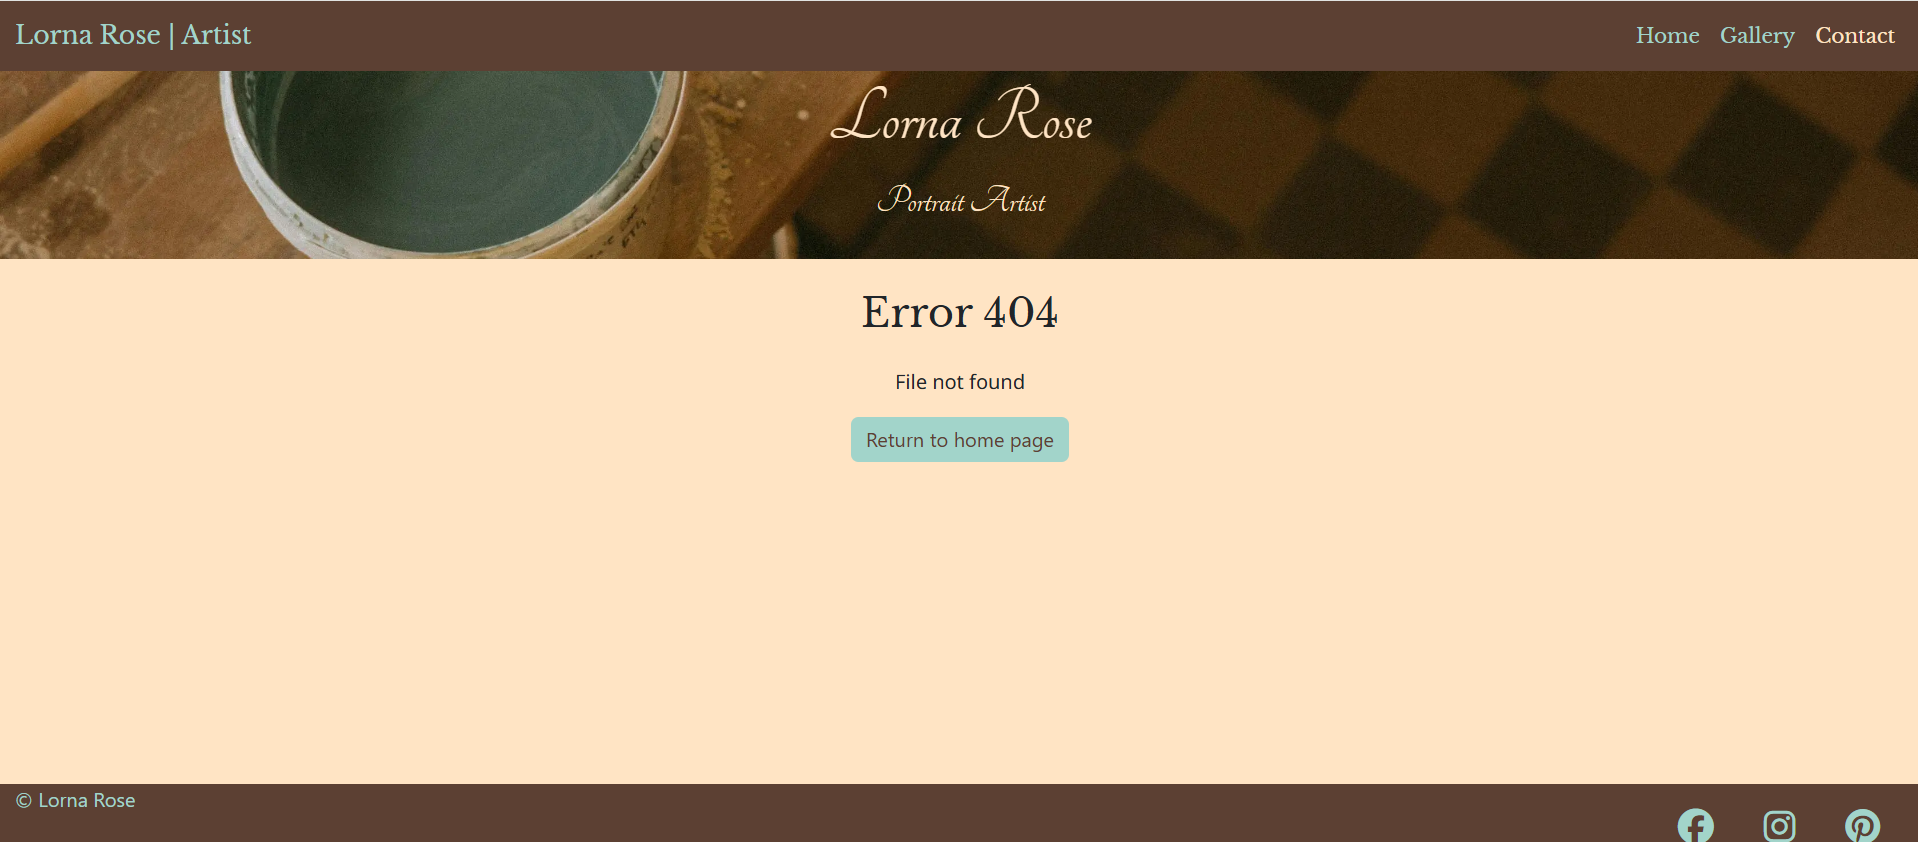 Lorna Rose | Artist
Home Gallery Contact
Lorna Rose
Portrait Artist
Error 404
File not found
Return to home page
© Lorna Rose